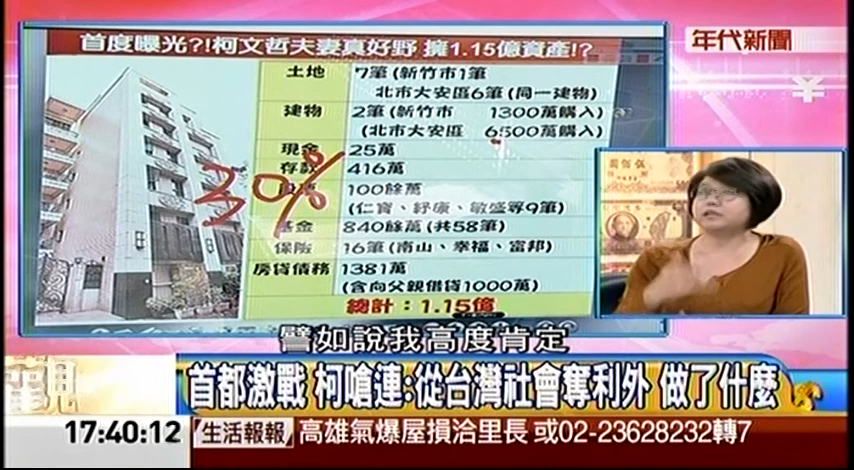 首度曝光?!柯文哲夫妻真好野 擁1.15億資產!?
年代新聞
土地 7筆(新竹市1筆
北市大安區6筆(同一建物)
建物 2筆(新竹市 1300萬購入)
(北市大安區 6500萬購入)
現金 25萬
存款 416萬
100餘萬
(仁寶、紓康、敏盛等9筆)
基金 840餘萬(共58筆)
保險 16筆(南山、幸福、富邦)
房貸債務 1381萬
(含向父親借貸1000萬)
總計:1.15億
30%
¥
譬如說我高度肯定
觀
首都激戰 柯嗆連:從台灣社會奪利外 做了什麼
17:40:12 生活報報 高雄氣爆屋損洽里長 或02-23628232轉7